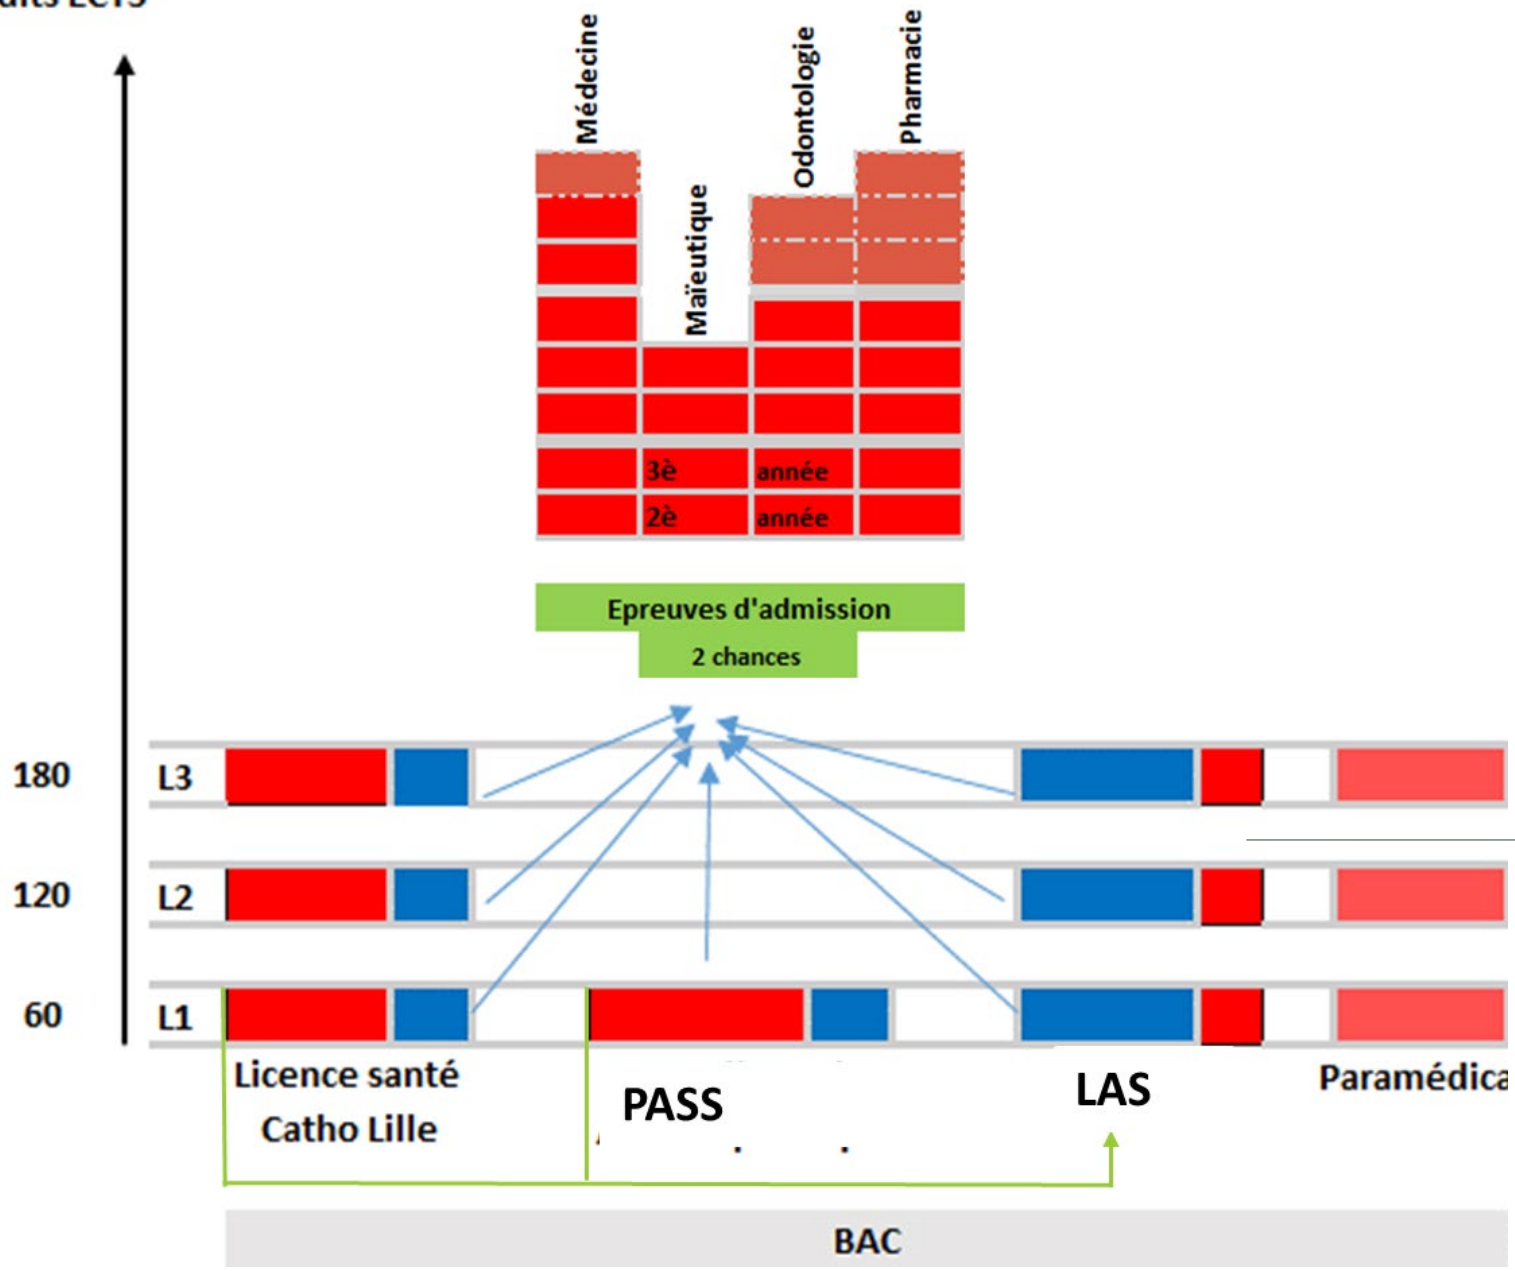 Médecine
Maïeutique
Odontologie
Pharmacie
3è année
2è année
Epreuves d'admission
2 chances
180 L3
120 L2
60 L1
Licence santé
Catho Lille
PASS
LAS
BAC